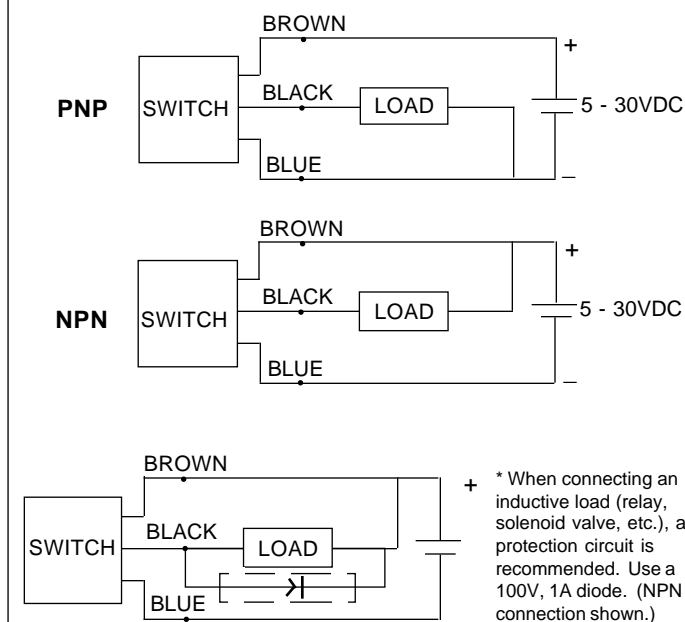 BROWN
+
PNP
SWITCH
BLACK
LOAD
5 - 30VDC
BLUE
–
BROWN
+
NPN
SWITCH
BLACK
LOAD
5 - 30VDC
BLUE
–
BROWN
+
SWITCH
BLACK
LOAD
BLUE
* When connecting an
inductive load (relay,
solenoid valve, etc.), a
protection circuit is
recommended. Use a
100V, 1A diode. (NPN
connection shown.)